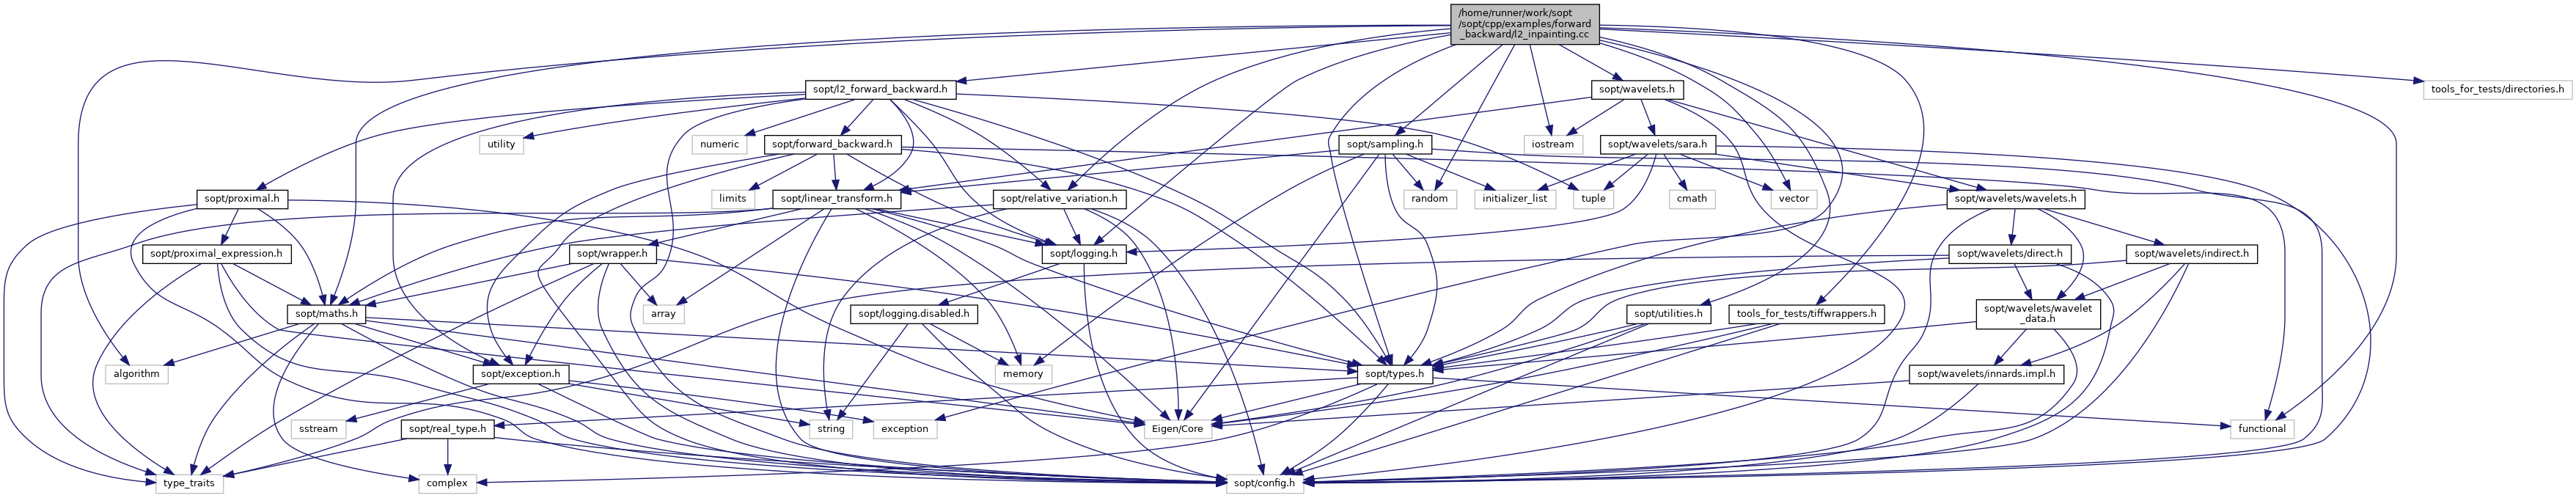 /home/runner/work/sopt
/sopt/cpp/examples/forward
_backward/l2_inpainting.cc
sopt/l2_forward_backward.h
sopt/wavelets.h
tools_for_tests/directories.h
utility
numeric
sopt/forward_backward.h
sopt/sampling.h
iostream
sopt/wavelets/sara.h
sopt/proximal.h
limits
sopt/linear_transform.h
sopt/relative_variation.h
random
initializer_list
tuple
cmath
vector
sopt/wavelets/wavelets.h
sopt/proximal_expression.h
sopt/wrapper.h
sopt/logging.h
sopt/wavelets/direct.h
sopt/wavelets/indirect.h
sopt/maths.h
array
sopt/logging.disabled.h
sopt/utilities.h
tools_for_tests/tiffwrappers.h
sopt/wavelets/wavelet
_data.h
algorithm
sopt/exception.h
memory
sopt/types.h
sopt/wavelets/innards.impl.h
sstream
sopt/real_type.h
string
exception
Eigen/Core
functional
type_traits
complex
sopt/config.h